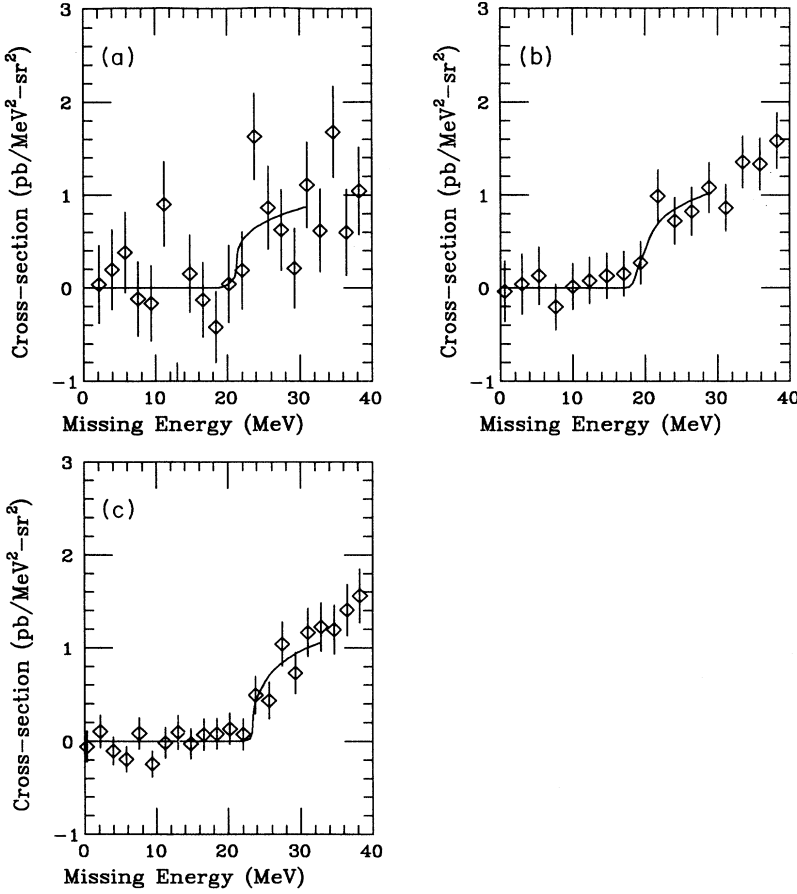 (a)
Cross-section (pb/MeV²-sr²)
3
2
1
0
-1
0 10 20 30 40
Missing Energy (MeV)
(b)
Cross-section (pb/MeV²-sr²)
3
2
1
0
-1
0 10 20 30 40
Missing Energy (MeV)
(c)
Cross-section (pb/MeV²-sr²)
3
2
1
0
-1
0 10 20 30 40
Missing Energy (MeV)